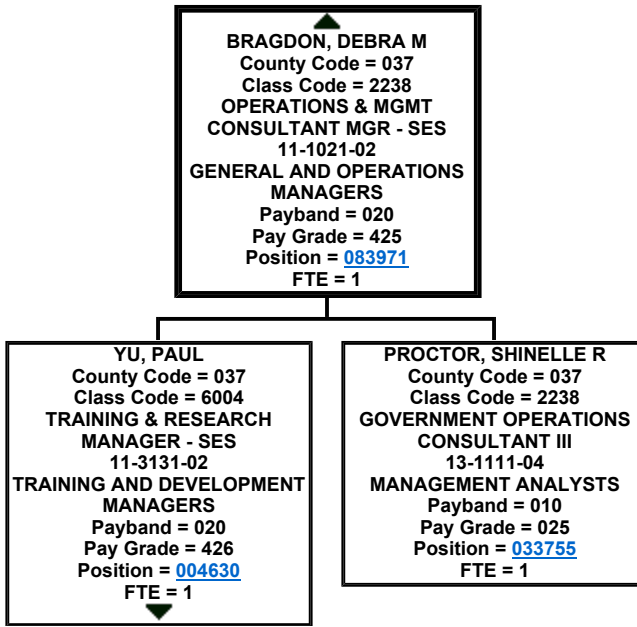 BRAGDON, DEBRA M
County Code = 037
Class Code = 2238
OPERATIONS & MGMT
CONSULTANT MGR - SES
11-1021-02
GENERAL AND OPERATIONS
MANAGERS
Payband = 020
Pay Grade = 425
Position = 083971
FTE = 1
YU, PAUL
County Code = 037
Class Code = 6004
TRAINING & RESEARCH
MANAGER - SES
11-3131-02
TRAINING AND DEVELOPMENT
MANAGERS
Payband = 020
Pay Grade = 426
Position = 004630
FTE = 1
PROCTOR, SHINELLE R
County Code = 037
Class Code = 2238
GOVERNMENT OPERATIONS
CONSULTANT III
13-1111-04
MANAGEMENT ANALYSTS
Payband = 010
Pay Grade = 025
Position = 033755
FTE = 1